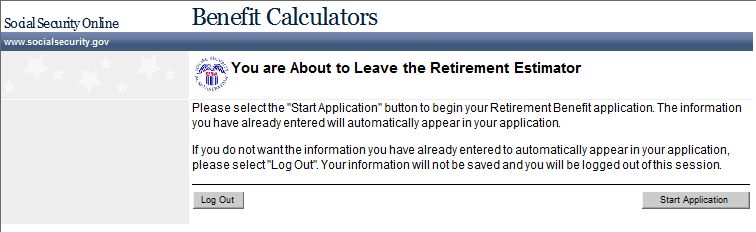 Social Security Online
Benefit Calculators
www.socialsecurity.gov
You are About to Leave the Retirement Estimator
Please select the "Start Application" button to begin your Retirement Benefit application. The information
you have already entered will automatically appear in your application.
If you do not want the information you have already entered to automatically appear in your application,
please select "Log Out". Your information will not be saved and you will be logged out of this session.
Log Out
Start Application